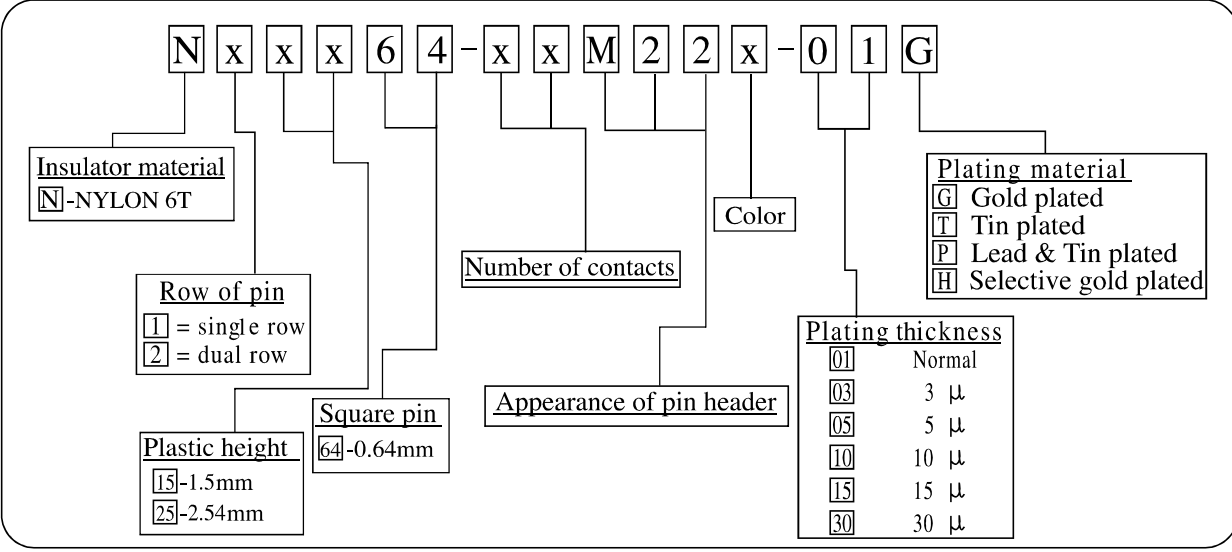 N x x x 6 4 - x x M 2 2 x - 0 1 G
Insulator material
N-NYLON 6T
Row of pin
1 = single row
2 = dual row
Plastic height
15-1.5mm
25-2.54mm
Square pin
64-0.64mm
Number of contacts
Appearance of pin header
Color
Plating thickness
01 Normal
03 3 μ
05 5 μ
10 10 μ
15 15 μ
30 30 μ
Plating material
G Gold plated
T Tin plated
P Lead & Tin plated
H Selective gold plated